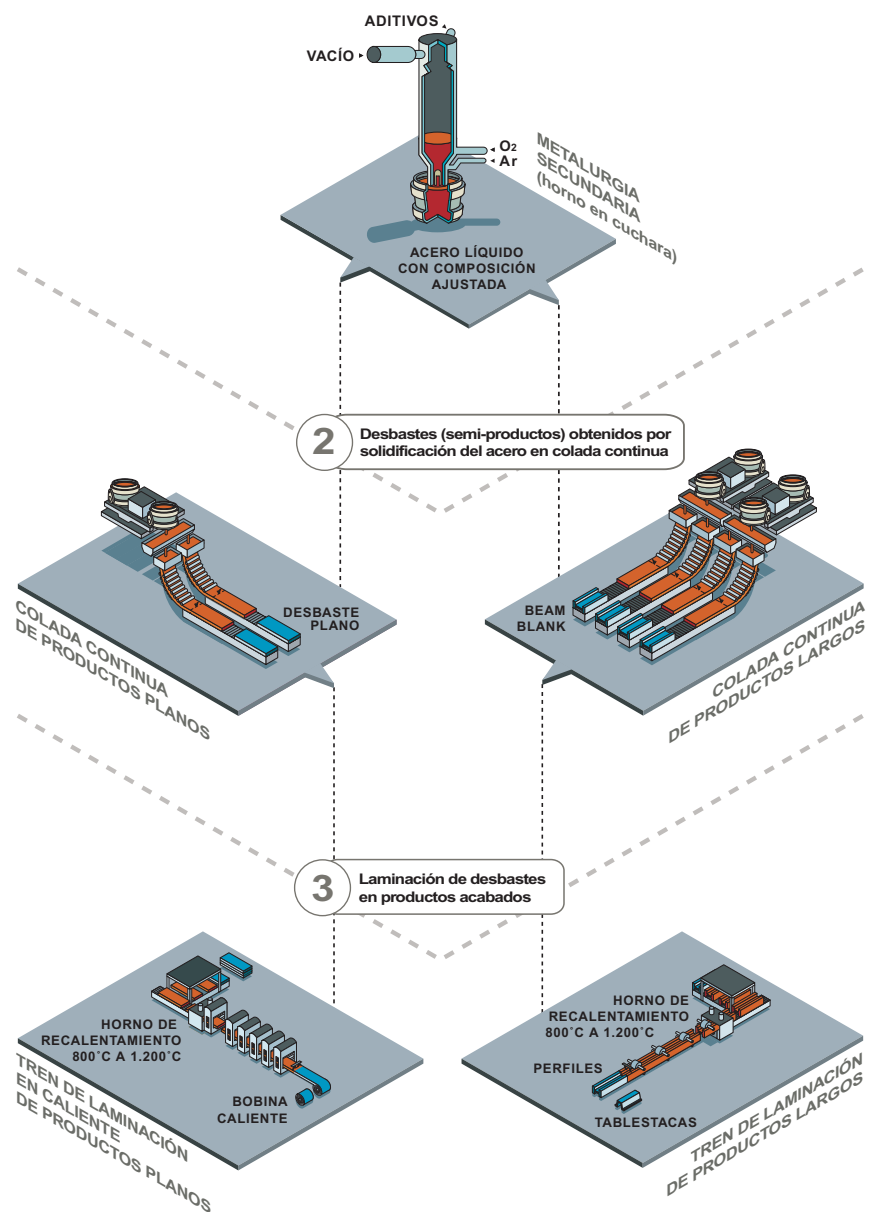 ADITIVOS
VACÍO
O2
Ar
METALURGIA
SECUNDARIA
(horno en cuchara)
ACERO LÍQUIDO
CON COMPOSICIÓN
AJUSTADA
2
Desbastes (semi-productos) obtenidos por
solidificación del acero en colada continua
DESBASTE
PLANO
COLADA CONTINUA
DE PRODUCTOS PLANOS
BEAM
BLANK
COLADA CONTINUA
DE PRODUCTOS LARGOS
3
Laminación de desbastes
en productos acabados
HORNO DE
RECALENTAMIENTO
800˚C A 1.200˚C
BOBINA
CALIENTE
TREN DE LAMINACIÓN
EN CALIENTE
DE PRODUCTOS PLANOS
HORNO DE
RECALENTAMIENTO
800˚C A 1.200˚C
PERFILES
TABLESTACAS
TREN DE LAMINACIÓN
DE PRODUCTOS LARGOS